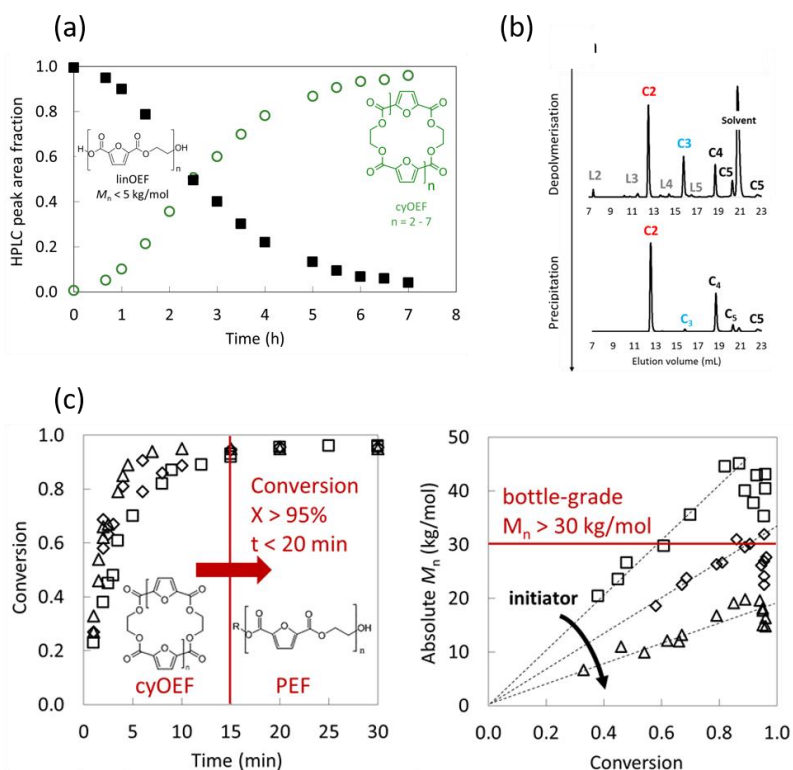 (a)
1.0
0.8
0.6
0.4
0.2
0.0
HPLC peak area fraction
0 1 2 3 4 5 6 7 8
Time (h)
H O O O O O OH n
linOEF
Mn < 5 kg/mol
O O O O O O O O O O n
cyOEF
n = 2 - 7
(b)
Depolymerisation
L2
L3
C2
L4
C3
L5
C4
C5
Solvent
C5
7 9 11 13 15 17 19 21 23
Precipitation
C2
C3
C4
C5
C5
7 9 11 13 15 17 19 21 23
Elution volume (mL)
(c)
1.0
0.8
0.6
0.4
0.2
0.0
Conversion
Conversion
X > 95%
t < 20 min
O O O O O O O O O O n
cyOEF
R O O O O O OH n
PEF
0 5 10 15 20 25 30
Time (min)
50
40
30
20
10
0
Absolute Mn (kg/mol)
bottle-grade
Mn > 30 kg/mol
initiator
0.0 0.2 0.4 0.6 0.8 1.0
Conversion